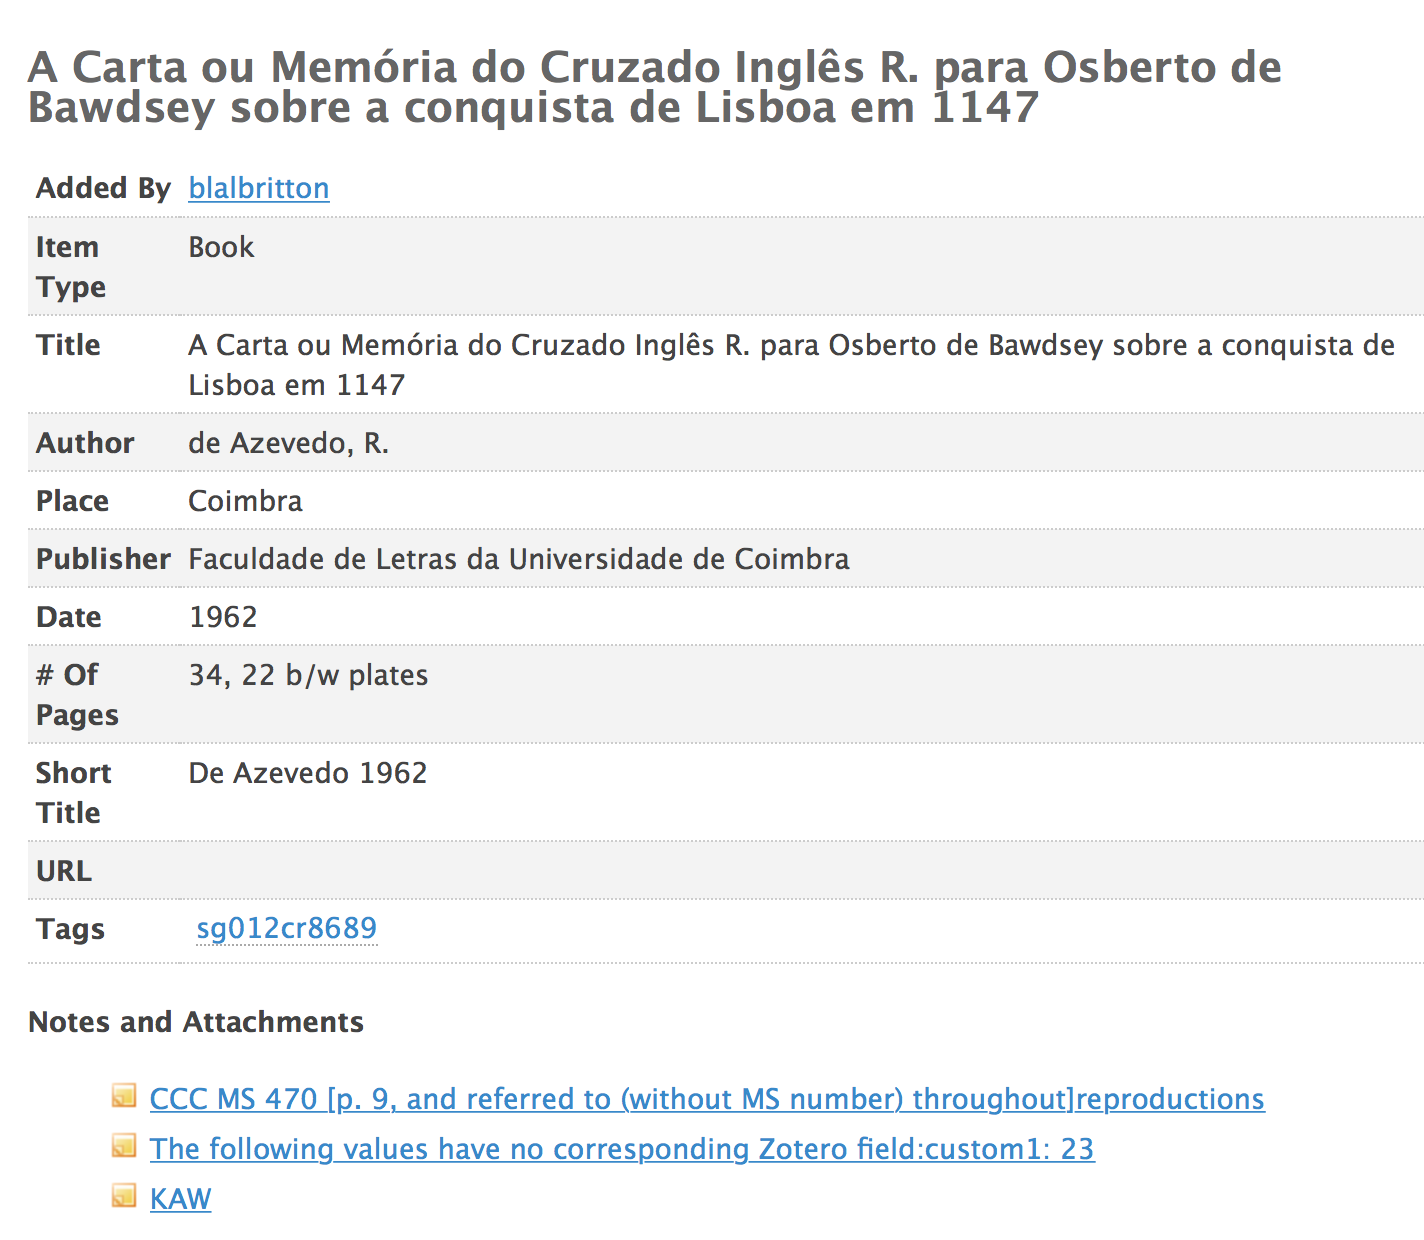 A Carta ou Memória do Cruzado Inglês R. para Osberto de
Bawdsey sobre a conquista de Lisboa em 1147
Added By blalbritton
Item Type Book
Title A Carta ou Memória do Cruzado Inglês R. para Osberto de Bawdsey sobre a conquista de
Lisboa em 1147
Author de Azevedo, R.
Place Coimbra
Publisher Faculdade de Letras da Universidade de Coimbra
Date 1962
# Of Pages 34, 22 b/w plates
Short Title De Azevedo 1962
URL
Tags sg012cr8689
Notes and Attachments
CCC MS 470 [p. 9, and referred to (without MS number) throughout]reproductions
The following values have no corresponding Zotero field:custom1: 23
KAW